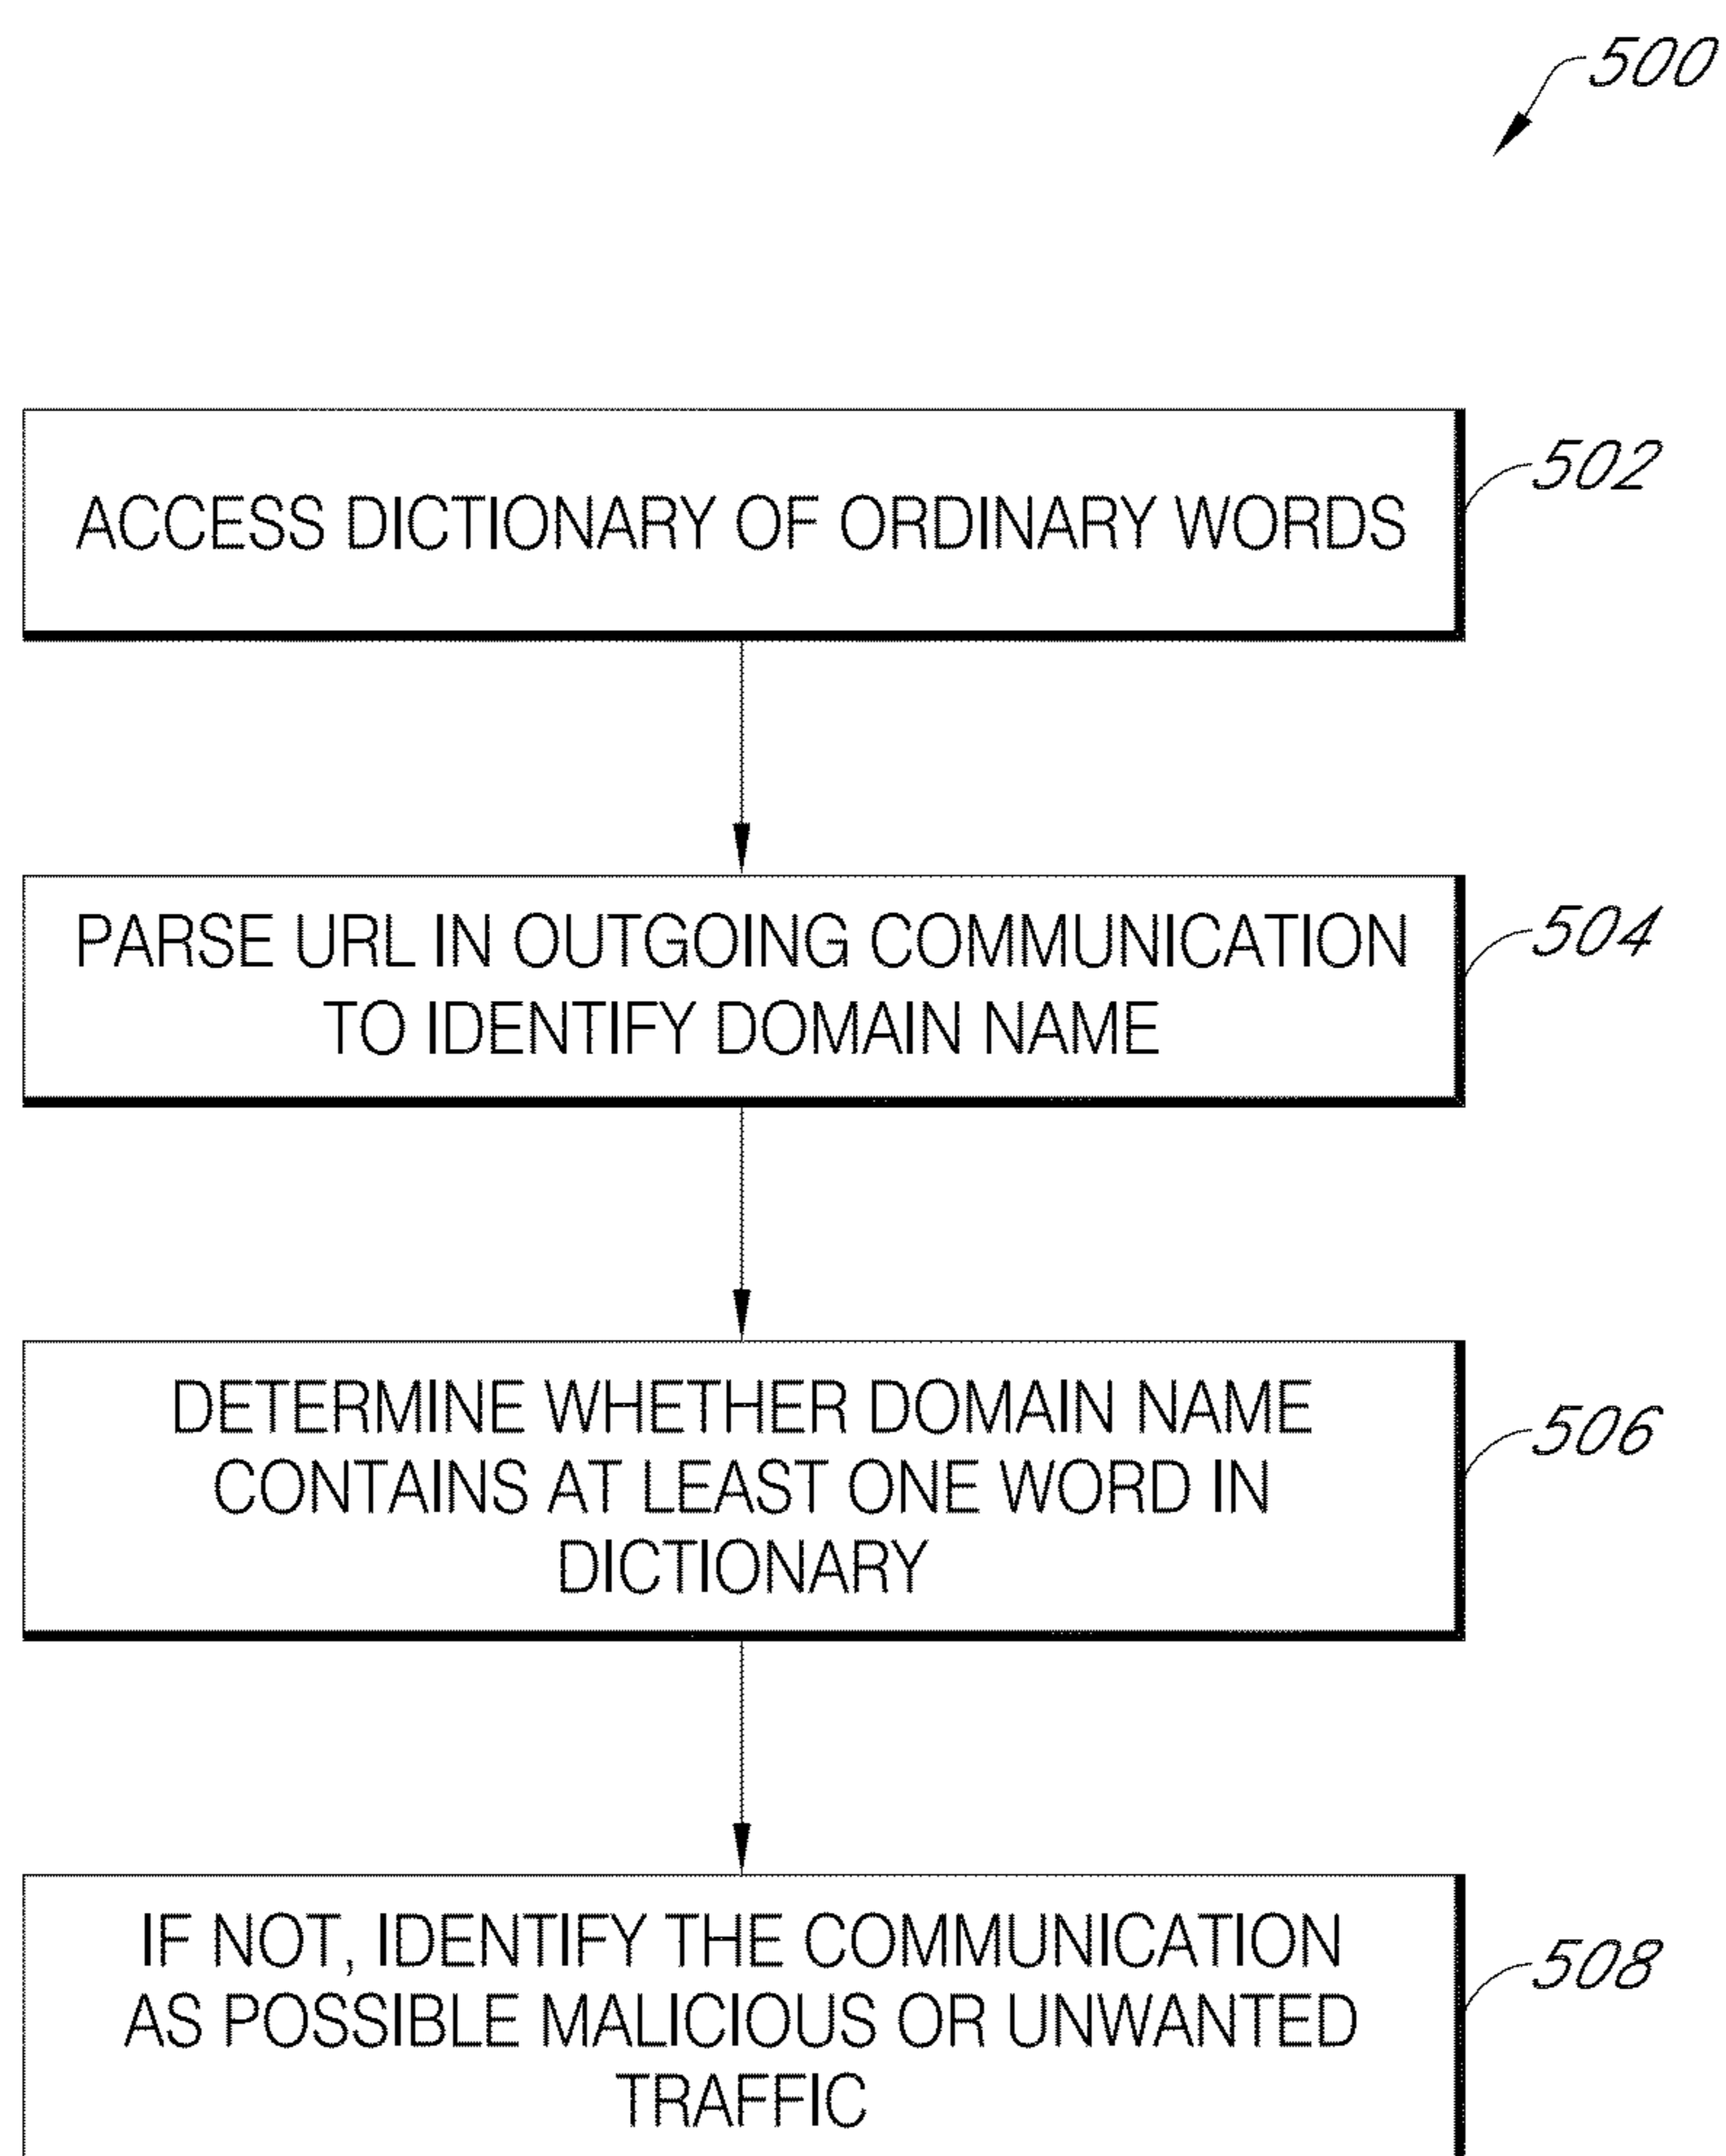 500
ACCESS DICTIONARY OF ORDINARY WORDS
502
PARSE URL IN OUTGOING COMMUNICATION
TO IDENTIFY DOMAIN NAME
504
DETERMINE WHETHER DOMAIN NAME
CONTAINS AT LEAST ONE WORD IN
DICTIONARY
506
IF NOT, IDENTIFY THE COMMUNICATION
AS POSSIBLE MALICIOUS OR UNWANTED
TRAFFIC
508